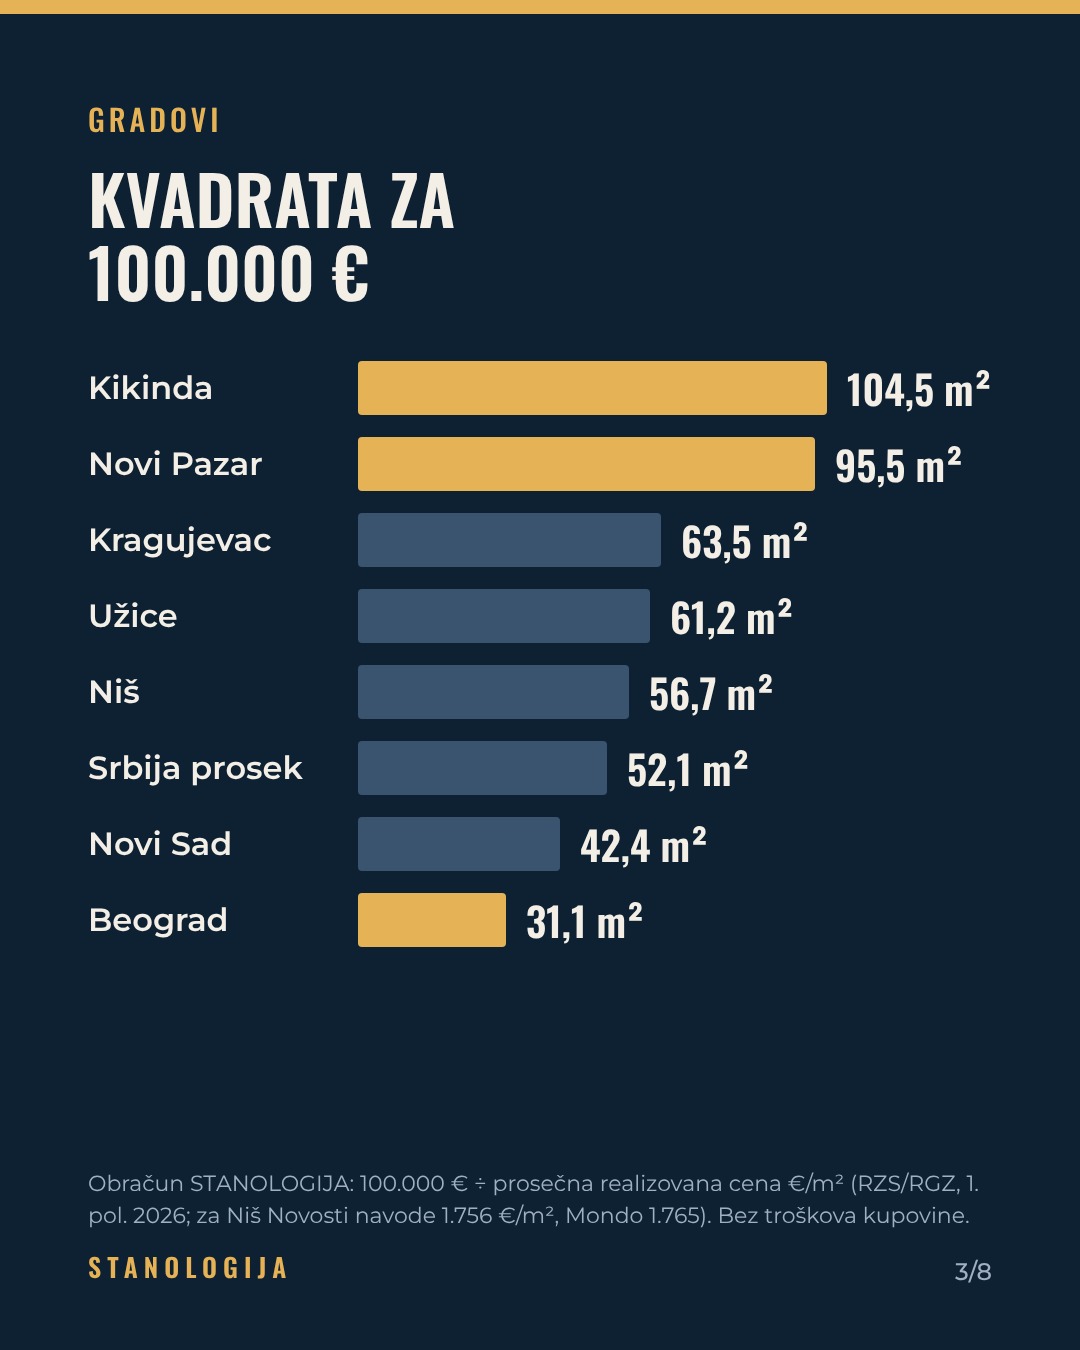 GRADOVI
KVADRATA ZA
100.000 €
Kikinda 104,5 m²
Novi Pazar 95,5 m²
Kragujevac 63,5 m²
Užice 61,2 m²
Niš 56,7 m²
Srbija prosek 52,1 m²
Novi Sad 42,4 m²
Beograd 31,1 m²
Obračun STANOLOGIJA: 100.000 € ÷ prosečna realizovana cena €/m² (RZS/RGZ, 1.
pol. 2026; za Niš Novosti navode 1.756 €/m², Mondo 1.765). Bez troškova kupovine.
STANOLOGIJA 3/8